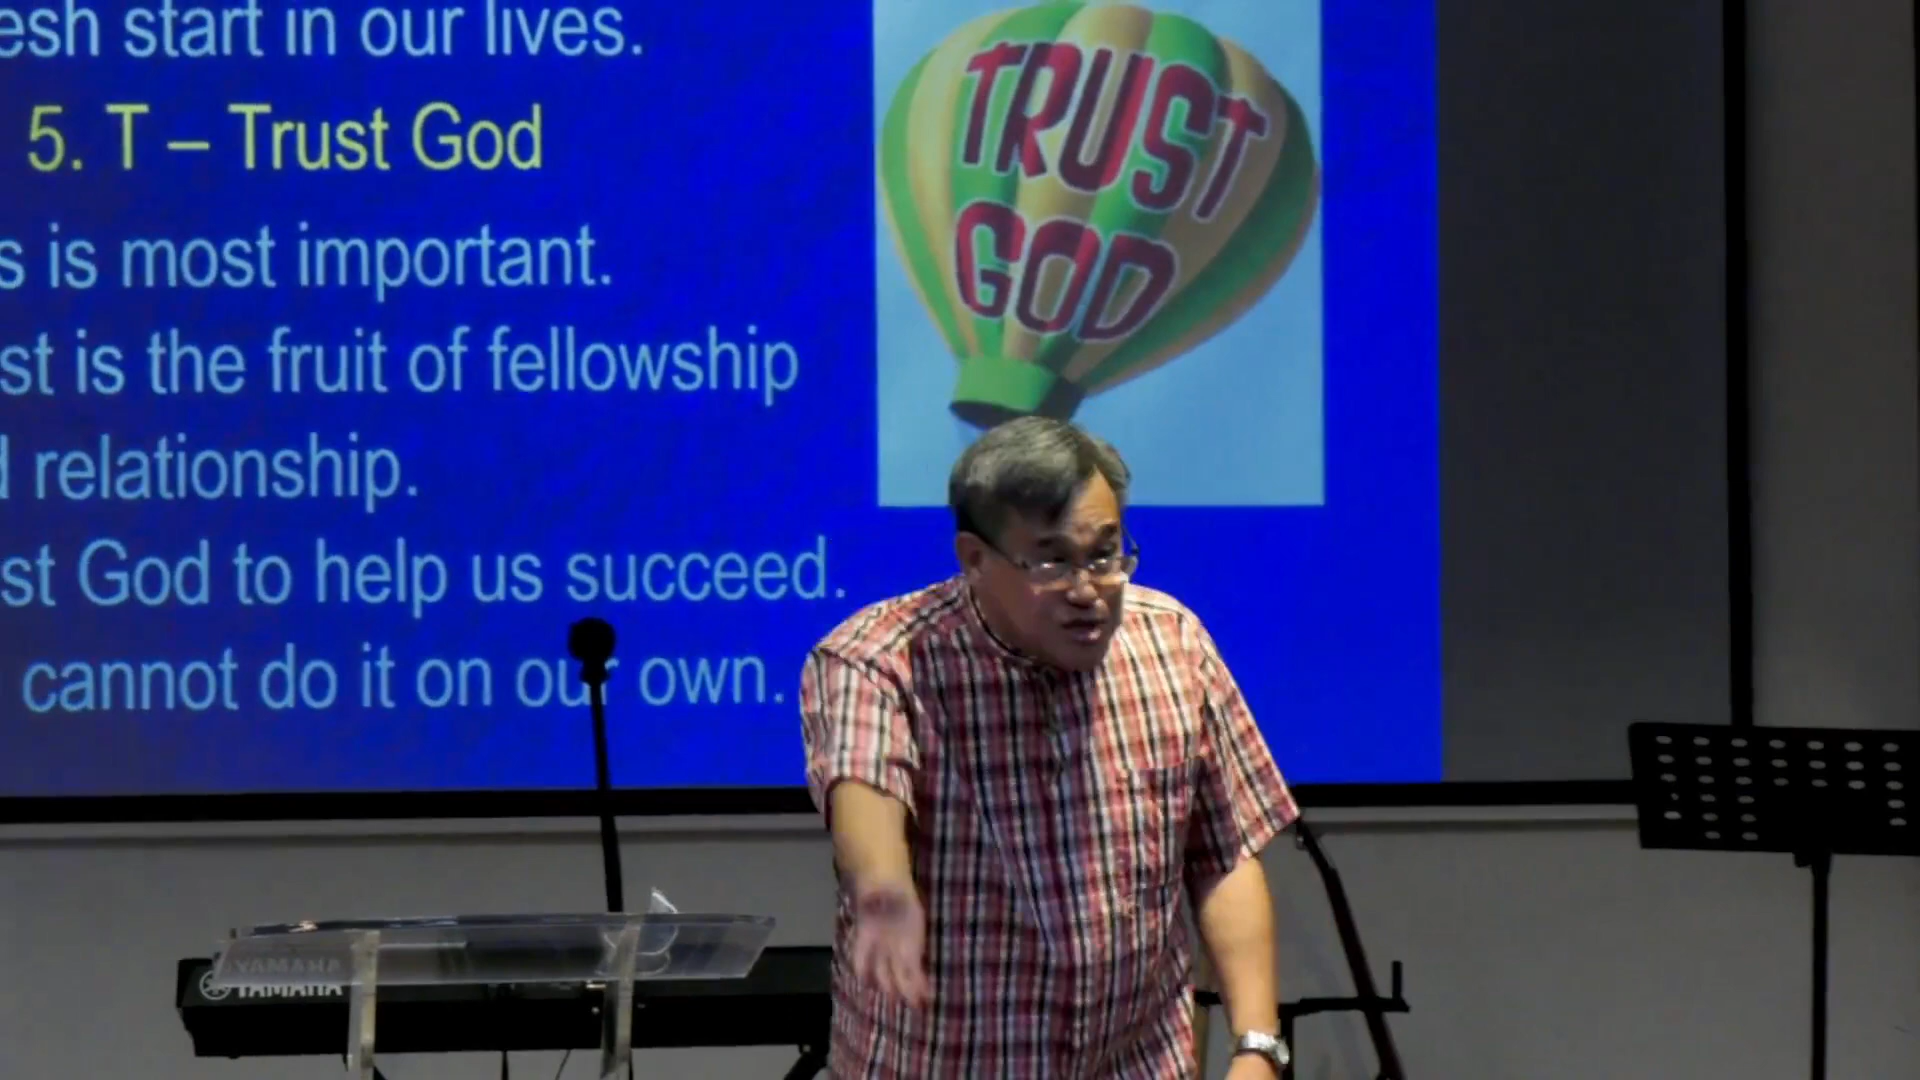 esh start in our lives.
5. T – Trust God
s is most important.
st is the fruit of fellowship
d relationship.
st God to help us succeed.
cannot do it on our own.
TRUST
GOD
YAMAHA